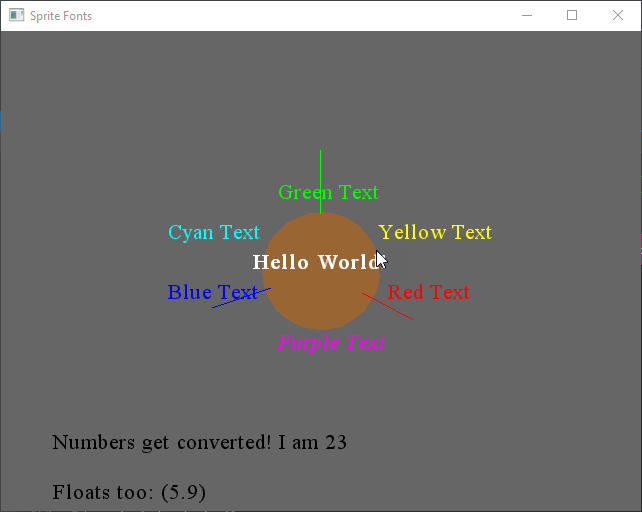 Sprite Fonts
Green Text
Cyan Text
Yellow Text
Hello World
Blue Text
Red Text
Purple Text
Numbers get converted! I am 23
Floats too: (5.9)